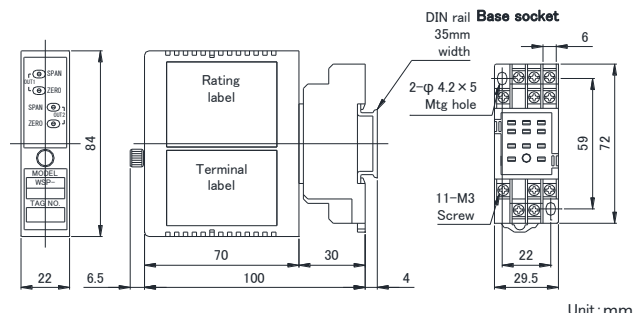 DIN rail
35mm
width
Base socket
6
SPAN
OUT1
ZERO
SPAN
OUT2
ZERO
MODEL
WSP-
TAG NO.
84
Rating
label
Terminal
label
2-φ 4.2×5
Mtg hole
11-M3
Screw
59
72
22
6.5
70
30
100
4
22
29.5
Unit:mm